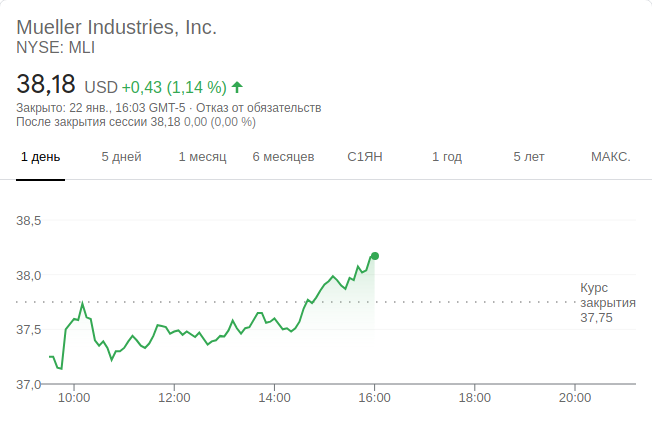 Mueller Industries, Inc.
NYSE: MLI
38,18 USD +0,43 (1,14 %)
Закрыто: 22 янв., 16:03 GMT-5 · Отказ от обязательств
После закрытия сессии 38,18 0,00 (0,00 %)
1 день 5 дней 1 месяц 6 месяцев С1ЯН 1 год 5 лет МАКС.
38,5
38,0
Курс
закрытия
37,75
37,5
37,0
10:00 12:00 14:00 16:00 18:00 20:00